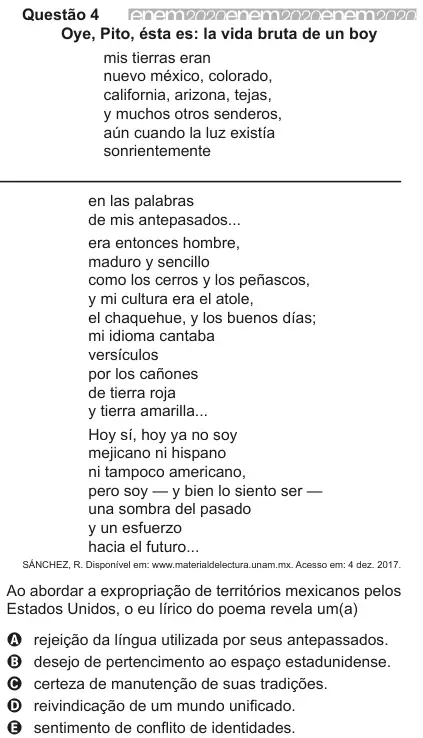 Questão 4 enem2020enem2020enem2020
Oye, Pito, ésta es: la vida bruta de un boy
mis tierras eran
nuevo méxico, colorado,
california, arizona, tejas,
y muchos otros senderos,
aún cuando la luz existía
sonrientemente
en las palabras
de mis antepasados...
era entonces hombre,
maduro y sencillo
como los cerros y los peñascos,
y mi cultura era el atole,
el chaquehue, y los buenos días;
mi idioma cantaba
versículos
por los cañones
de tierra roja
y tierra amarilla...
Hoy sí, hoy ya no soy
mejicano ni hispano
ni tampoco americano,
pero soy — y bien lo siento ser —
una sombra del pasado
y un esfuerzo
hacia el futuro...
SÁNCHEZ, R. Disponível em: www.materialdelectura.unam.mx. Acesso em: 4 dez. 2017.
Ao abordar a expropriação de territórios mexicanos pelos
Estados Unidos, o eu lírico do poema revela um(a)
A rejeição da língua utilizada por seus antepassados.
B desejo de pertencimento ao espaço estadunidense.
C certeza de manutenção de suas tradições.
D reivindicação de um mundo unificado.
E sentimento de conflito de identidades.